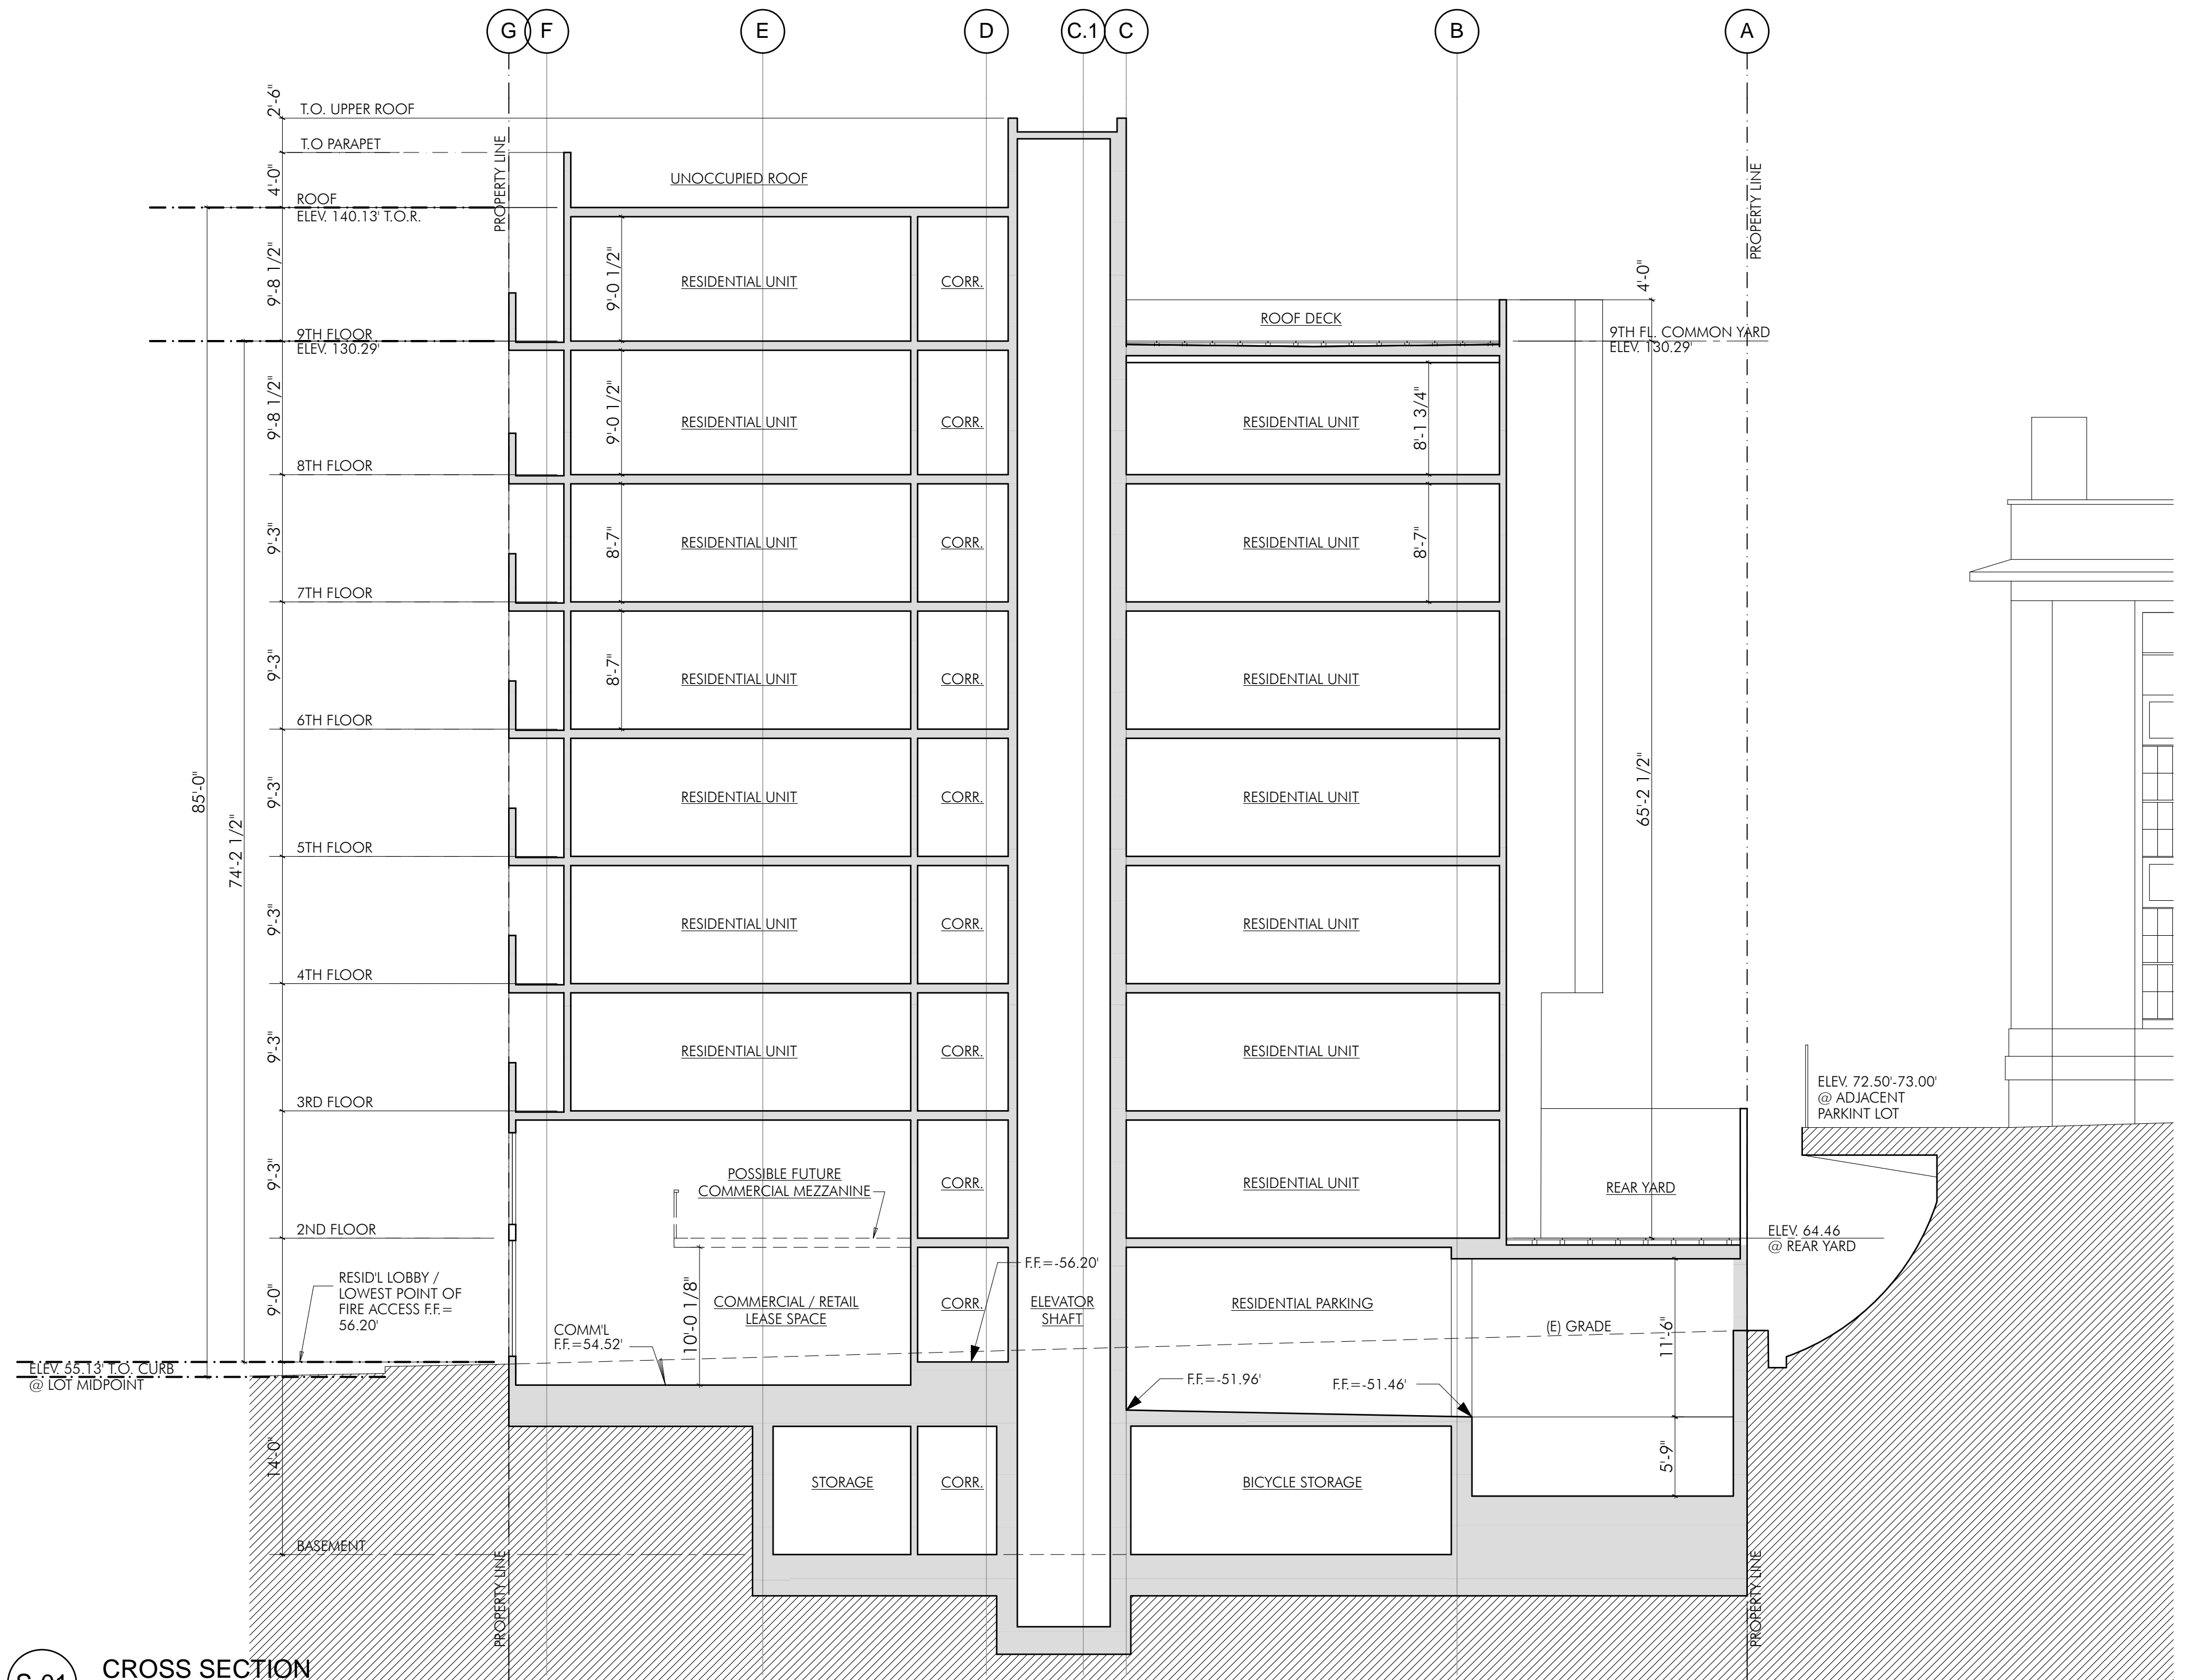 G F E D C.1 C B A
2'-6"
T.O. UPPER ROOF
T.O PARAPET
PROPERTY LINE
PROPERTY LINE
4'-0"
UNOCCUPIED ROOF
ROOF
ELEV. 140.13' T.O.R.
9'-8 1/2"
9'-0 1/2"
RESIDENTIAL UNIT
CORR.
4'-0"
ROOF DECK
9TH FLOOR
ELEV. 130.29'
9TH FL. COMMON YARD
ELEV. 130.29'
9'-8 1/2"
9'-0 1/2"
RESIDENTIAL UNIT
CORR.
RESIDENTIAL UNIT
8'-1 3/4"
8TH FLOOR
9'-3"
8'-7"
RESIDENTIAL UNIT
CORR.
RESIDENTIAL UNIT
8'-7"
7TH FLOOR
9'-3"
8'-7"
RESIDENTIAL UNIT
CORR.
RESIDENTIAL UNIT
6TH FLOOR
85'-0"
74'-2 1/2"
9'-3"
RESIDENTIAL UNIT
CORR.
RESIDENTIAL UNIT
65'-2 1/2"
5TH FLOOR
9'-3"
RESIDENTIAL UNIT
CORR.
RESIDENTIAL UNIT
4TH FLOOR
9'-3"
RESIDENTIAL UNIT
CORR.
RESIDENTIAL UNIT
3RD FLOOR
ELEV. 72.50'-73.00'
@ ADJACENT
PARKINT LOT
9'-3"
POSSIBLE FUTURE
COMMERCIAL MEZZANINE
CORR.
RESIDENTIAL UNIT
REAR YARD
2ND FLOOR
ELEV. 64.46
@ REAR YARD
RESID'L LOBBY /
LOWEST POINT OF
FIRE ACCESS F.F.=
56.20'
9'-0"
COMM'L
F.F.=54.52'
10'-0 1/8"
COMMERCIAL / RETAIL
LEASE SPACE
CORR.
F.F.=-56.20'
ELEVATOR
SHAFT
RESIDENTIAL PARKING
(E) GRADE
11'-6"
ELEV. 55.13' T.O. CURB
@ LOT MIDPOINT
F.F.=-51.96'
F.F.=-51.46'
14'-0"
STORAGE
CORR.
BICYCLE STORAGE
5'-9"
BASEMENT
PROPERTY LINE
PROPERTY LINE
S-01
CROSS SECTION